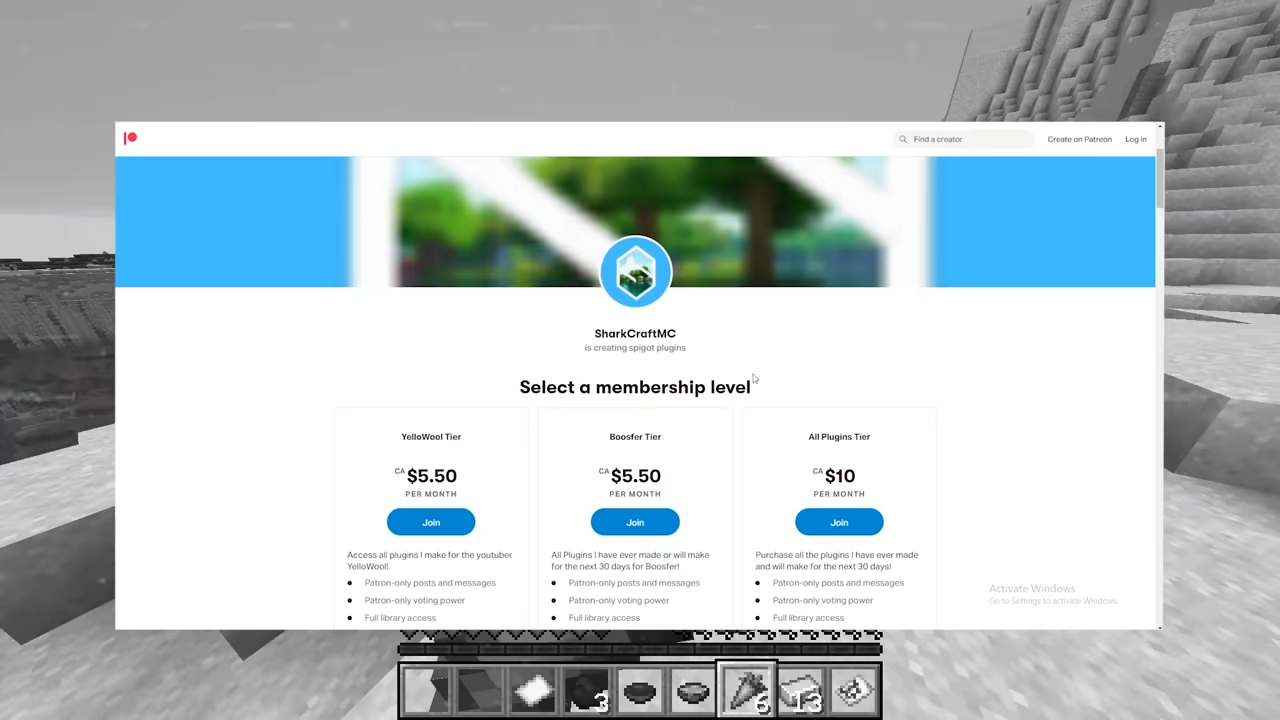 Find a creator
Create on Patreon
Log in
SharkCraftMC
is creating spigot plugins
Select a membership level
YelloWool Tier
CA $5.50
PER MONTH
Join
Access all plugins I make for the youtuber
YelloWool!
Patron-only posts and messages
Patron-only voting power
Full library access
Boosfer Tier
CA $5.50
PER MONTH
Join
All Plugins I have ever made or will make
for the next 30 days for Boosfer!
Patron-only posts and messages
Patron-only voting power
Full library access
All Plugins Tier
CA $10
PER MONTH
Join
Purchase all the plugins I have ever made
and will make for the next 30 days!
Patron-only posts and messages
Patron-only voting power
Full library access
Activate Windows
Go to Settings to activate Windows.
3
6
13